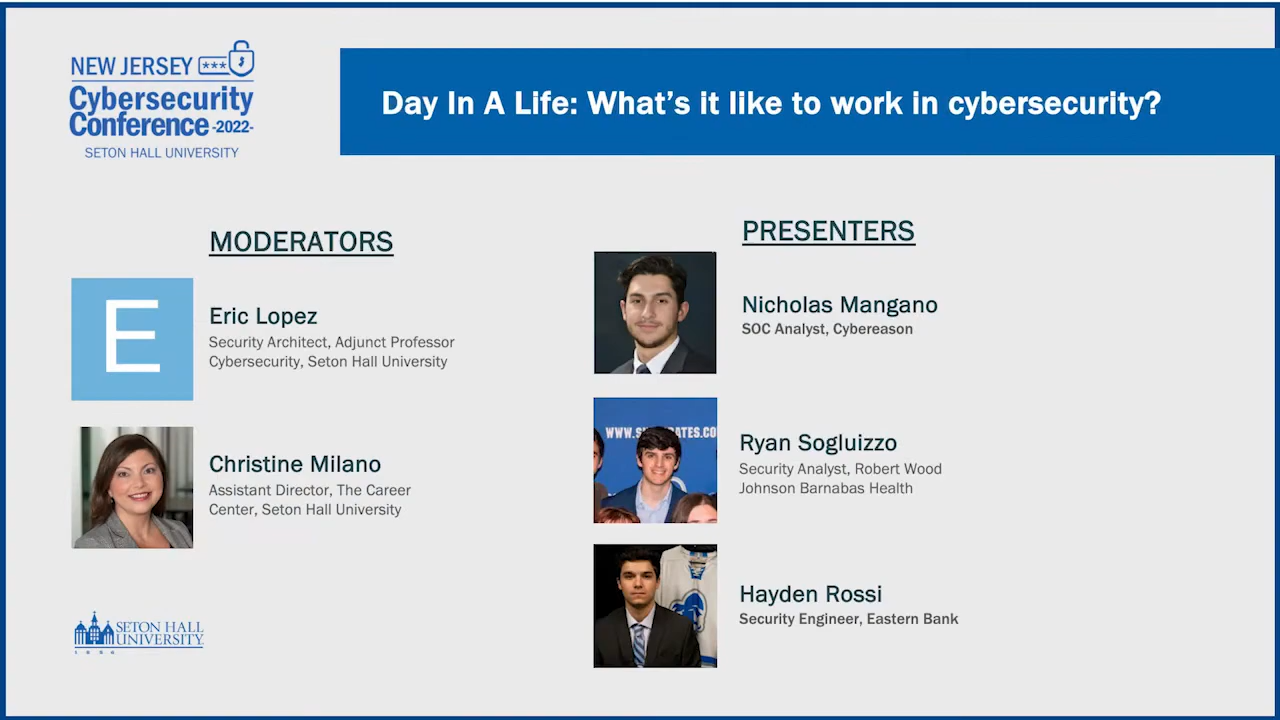 NEW JERSEY ***
Cybersecurity
Conference -2022-
SETON HALL UNIVERSITY
Day In A Life: What’s it like to work in cybersecurity?
MODERATORS
E
Eric Lopez
Security Architect, Adjunct Professor
Cybersecurity, Seton Hall University
Christine Milano
Assistant Director, The Career
Center, Seton Hall University
SETON HALL
UNIVERSITY
PRESENTERS
Nicholas Mangano
SOC Analyst, Cybereason
Ryan Sogluizzo
Security Analyst, Robert Wood
Johnson Barnabas Health
Hayden Rossi
Security Engineer, Eastern Bank